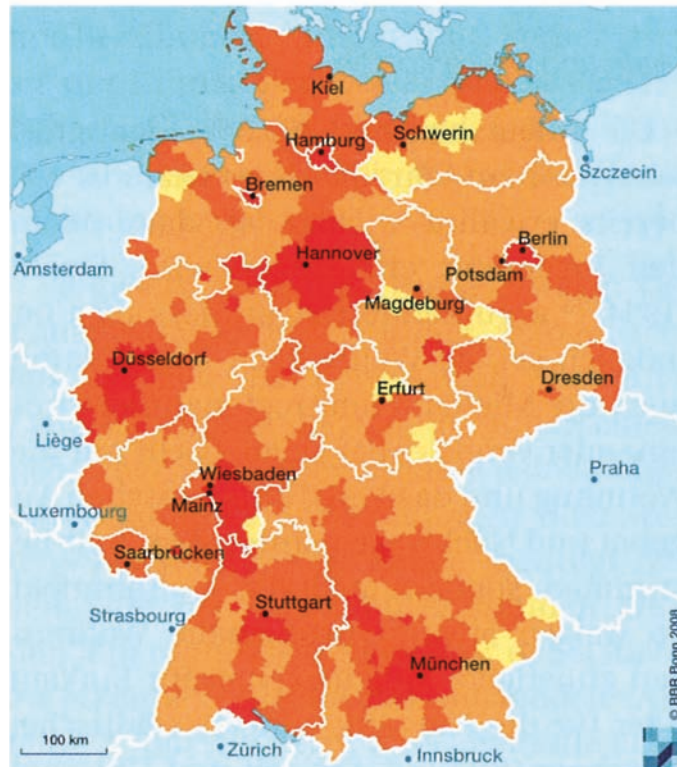 Kiel
Hamburg
Schwerin
Szczecin
Bremen
Amsterdam
Hannover
Berlin
Potsdam
Magdeburg
Düsseldorf
Erfurt
Dresden
Liège
Wiesbaden
Mainz
Praha
Luxembourg
Saarbrücken
Strasbourg
Stuttgart
München
100 km
Zürich
Innsbruck
© BBR Bonn 2008